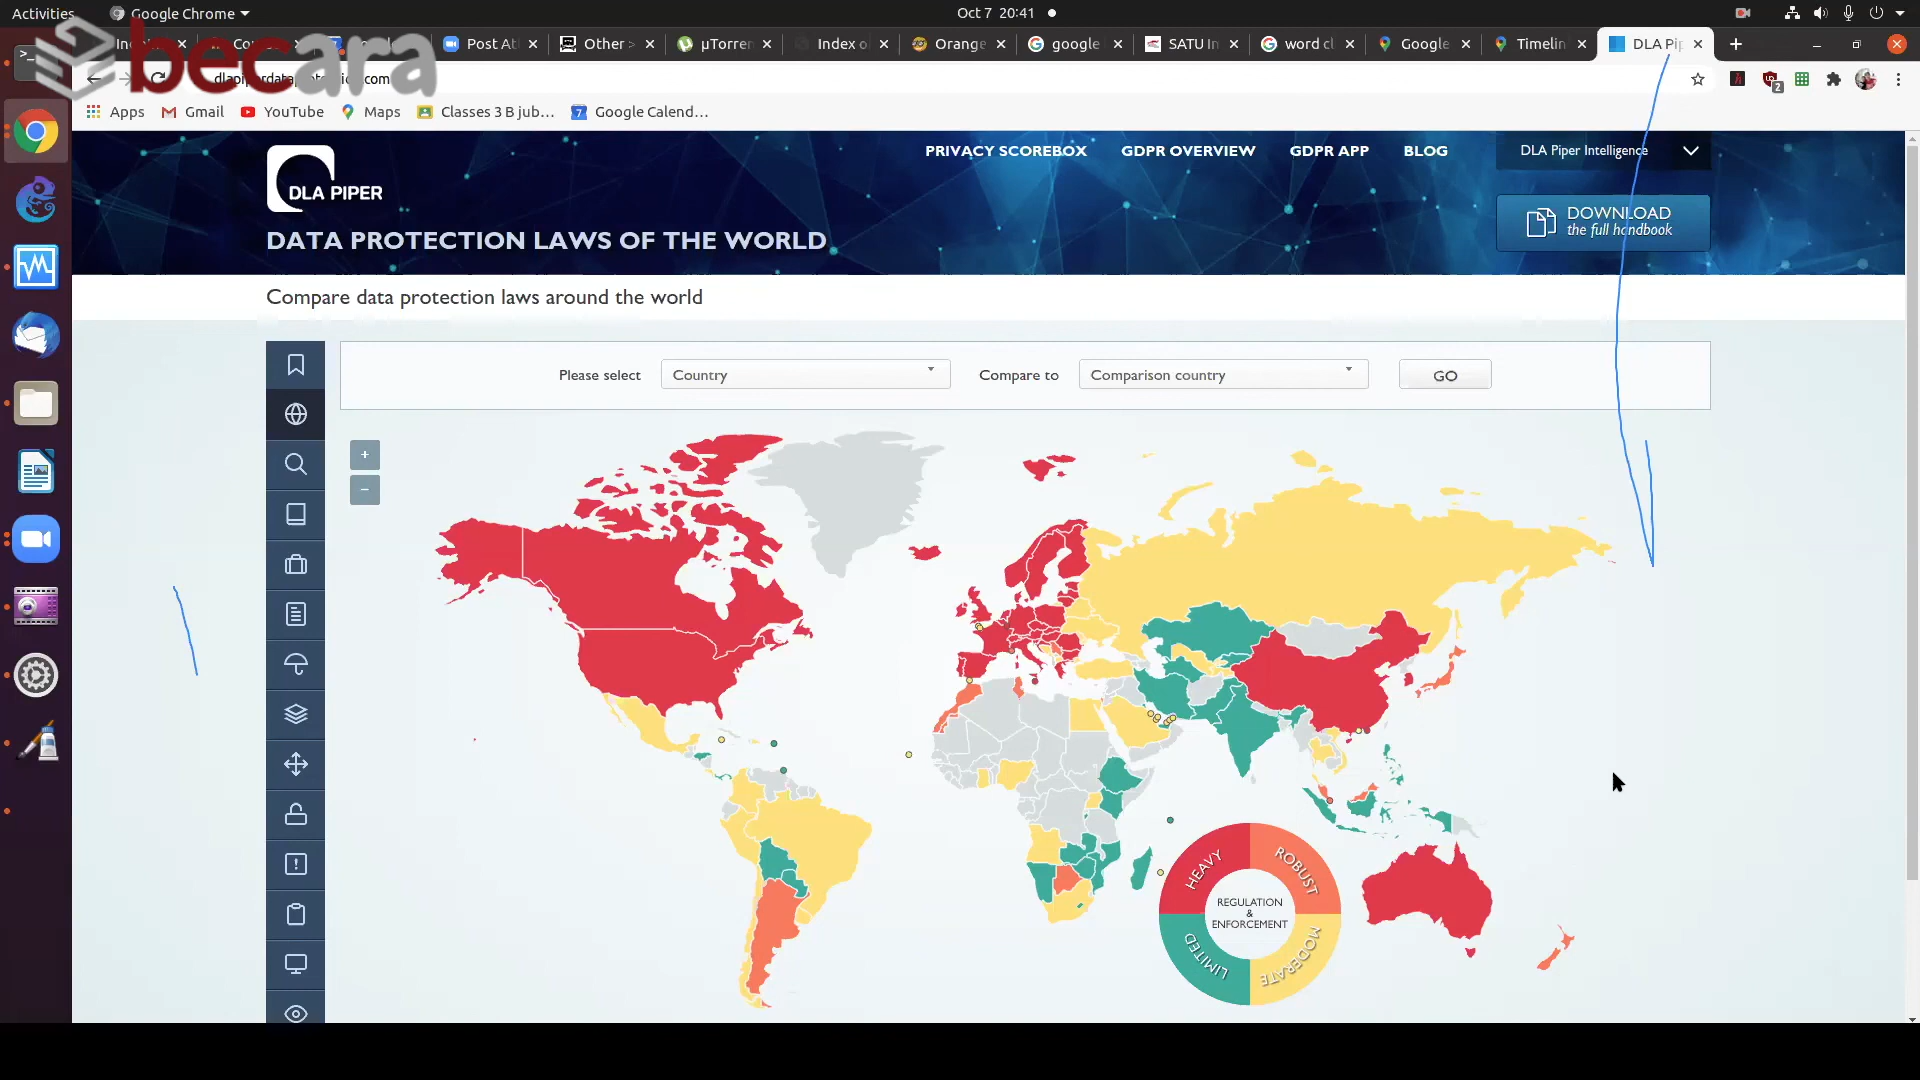 Activities
Google Chrome
Oct 7 20:41
becara
Post At
Other >
µTorren
Index o
Orange
google
SATU In
word cl
Google
Timelin
DLA Pip
Apps
Gmail
YouTube
Maps
Classes 3 B jub...
Google Calend...
2
PRIVACY SCOREBOX
GDPR OVERVIEW
GDPR APP
BLOG
DLA Piper Intelligence
DLA PIPER
DOWNLOAD
the full handbook
DATA PROTECTION LAWS OF THE WORLD
Compare data protection laws around the world
Please select
Country
Compare to
Comparison country
GO
+
−
HEAVY
ROBUST
REGULATION
&
ENFORCEMENT
LIMITED
MODERATE